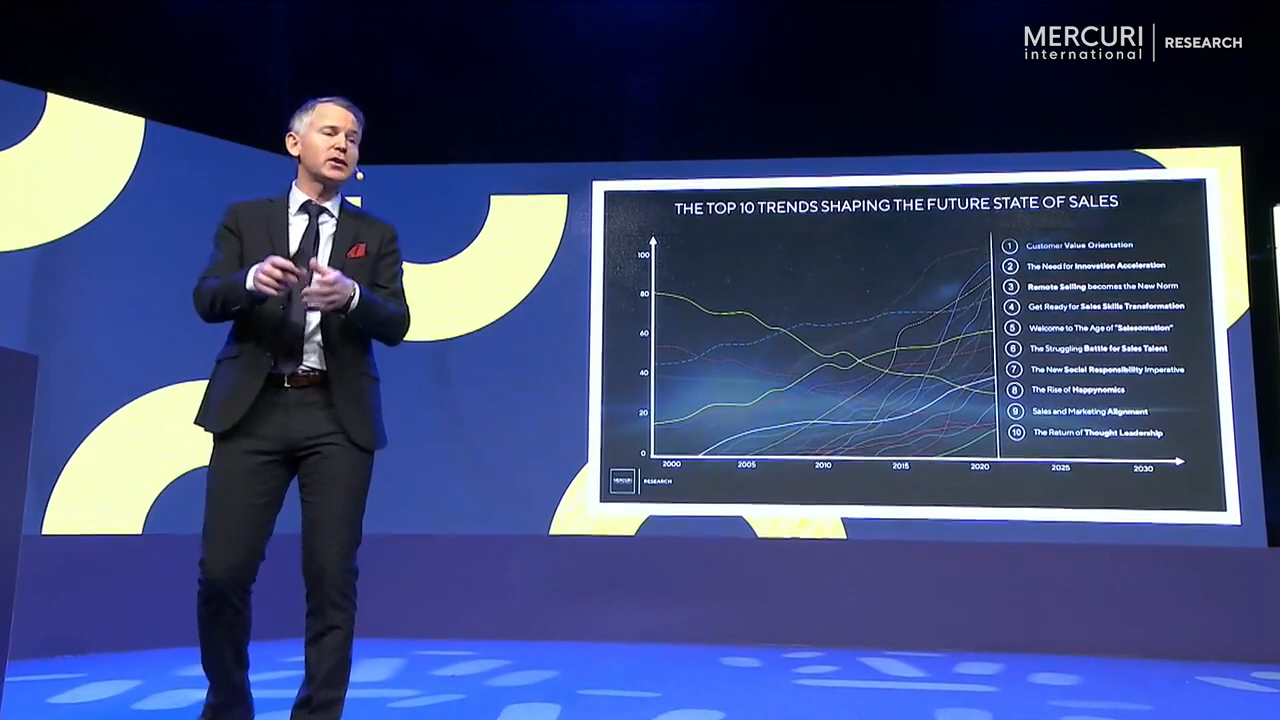 MERCURI
international
RESEARCH
THE TOP 10 TRENDS SHAPING THE FUTURE STATE OF SALES
100
80
60
40
20
0
2000 2005 2010 2015 2020 2025 2030
1 Customer Value Orientation
2 The Need for Innovation Acceleration
3 Remote Selling becomes the New Norm
4 Get Ready for Sales Skills Transformation
5 Welcome to The Age of "Salesomation"
6 The Struggling Battle for Sales Talent
7 The New Social Responsibility Imperative
8 The Rise of Happynomics
9 Sales and Marketing Alignment
10 The Return of Thought Leadership
MERCURI
RESEARCH